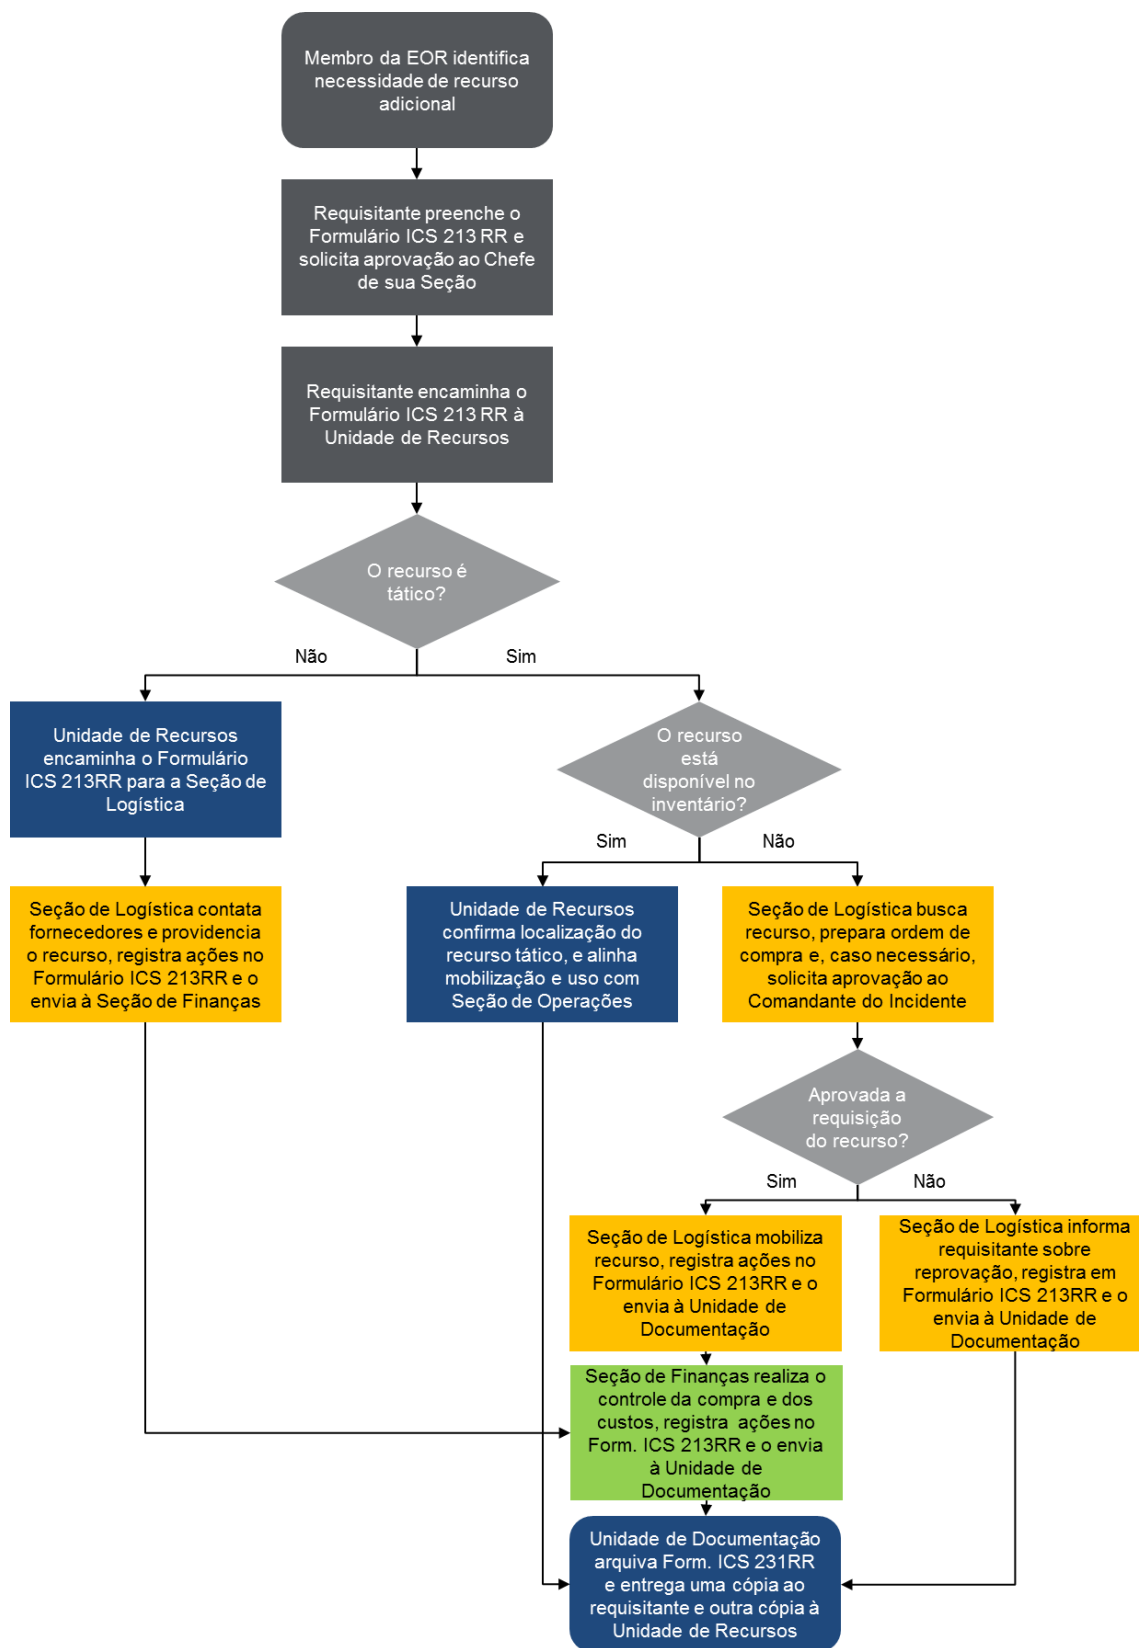 Membro da EOR identifica
necessidade de recurso
adicional
Requisitante preenche o
Formulário ICS 213 RR e
solicita aprovação ao Chefe
de sua Seção
Requisitante encaminha o
Formulário ICS 213 RR à
Unidade de Recursos
O recurso é
tático?
Não
Sim
Unidade de Recursos
encaminha o Formulário
ICS 213RR para a Seção de
Logística
O recurso
está
disponível no
inventário?
Sim
Não
Seção de Logística contata
fornecedores e providencia
o recurso, registra ações no
Formulário ICS 213RR e o
envia à Seção de Finanças
Unidade de Recursos
confirma localização do
recurso tático, e alinha
mobilização e uso com
Seção de Operações
Seção de Logística busca
recurso, prepara ordem de
compra e, caso necessário,
solicita aprovação ao
Comandante do Incidente
Aprovada a
requisição
do recurso?
Sim
Não
Seção de Logística mobiliza
recurso, registra ações no
Formulário ICS 213RR e o
envia à Unidade de
Documentação
Seção de Logística informa
requisitante sobre
reprovação, registra em
Formulário ICS 213RR e o
envia à Unidade de
Documentação
Seção de Finanças realiza o
controle da compra e dos
custos, registra ações no
Form. ICS 213RR e o envia
à Unidade de
Documentação
Unidade de Documentação
arquiva Form. ICS 231RR
e entrega uma cópia ao
requisitante e outra cópia à
Unidade de Recursos